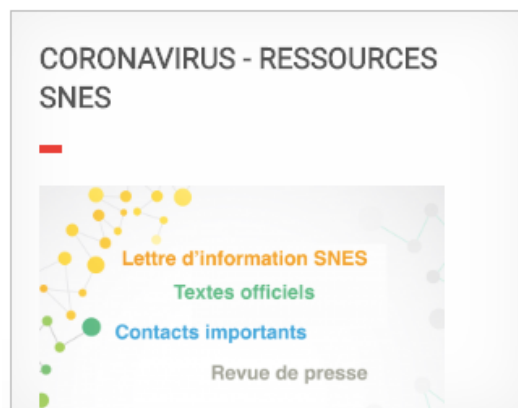 CORONAVIRUS - RESSOURCES
SNES
Lettre d'information SNES
Textes officiels
Contacts importants
Revue de presse